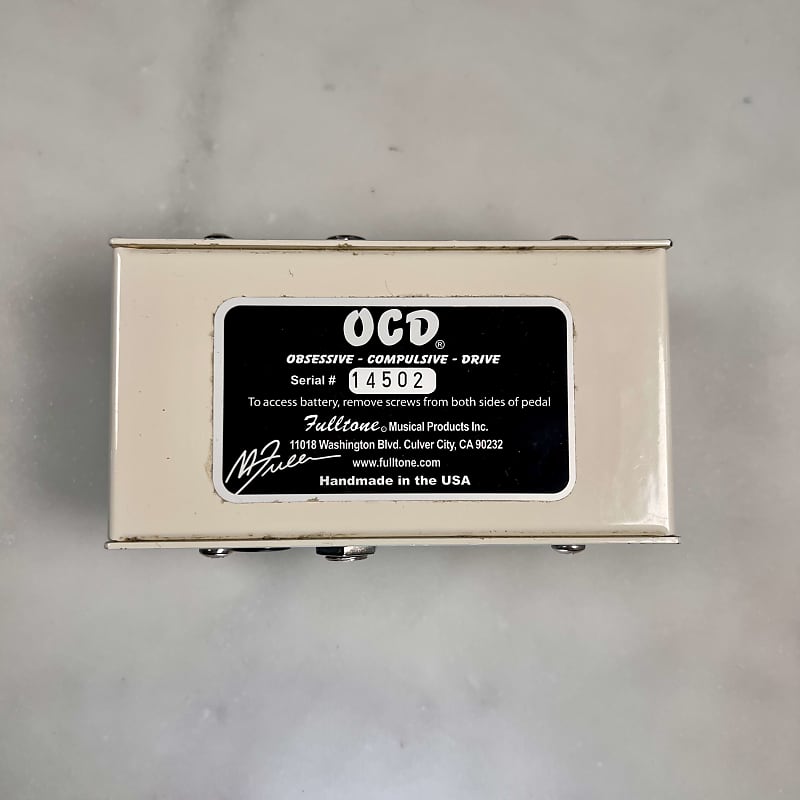 OCD®
OBSESSIVE - COMPULSIVE - DRIVE
Serial # 14502
To access battery, remove screws from both sides of pedal
Fulltone® Musical Products Inc.
11018 Washington Blvd. Culver City, CA 90232
M Fuller
www.fulltone.com
Handmade in the USA